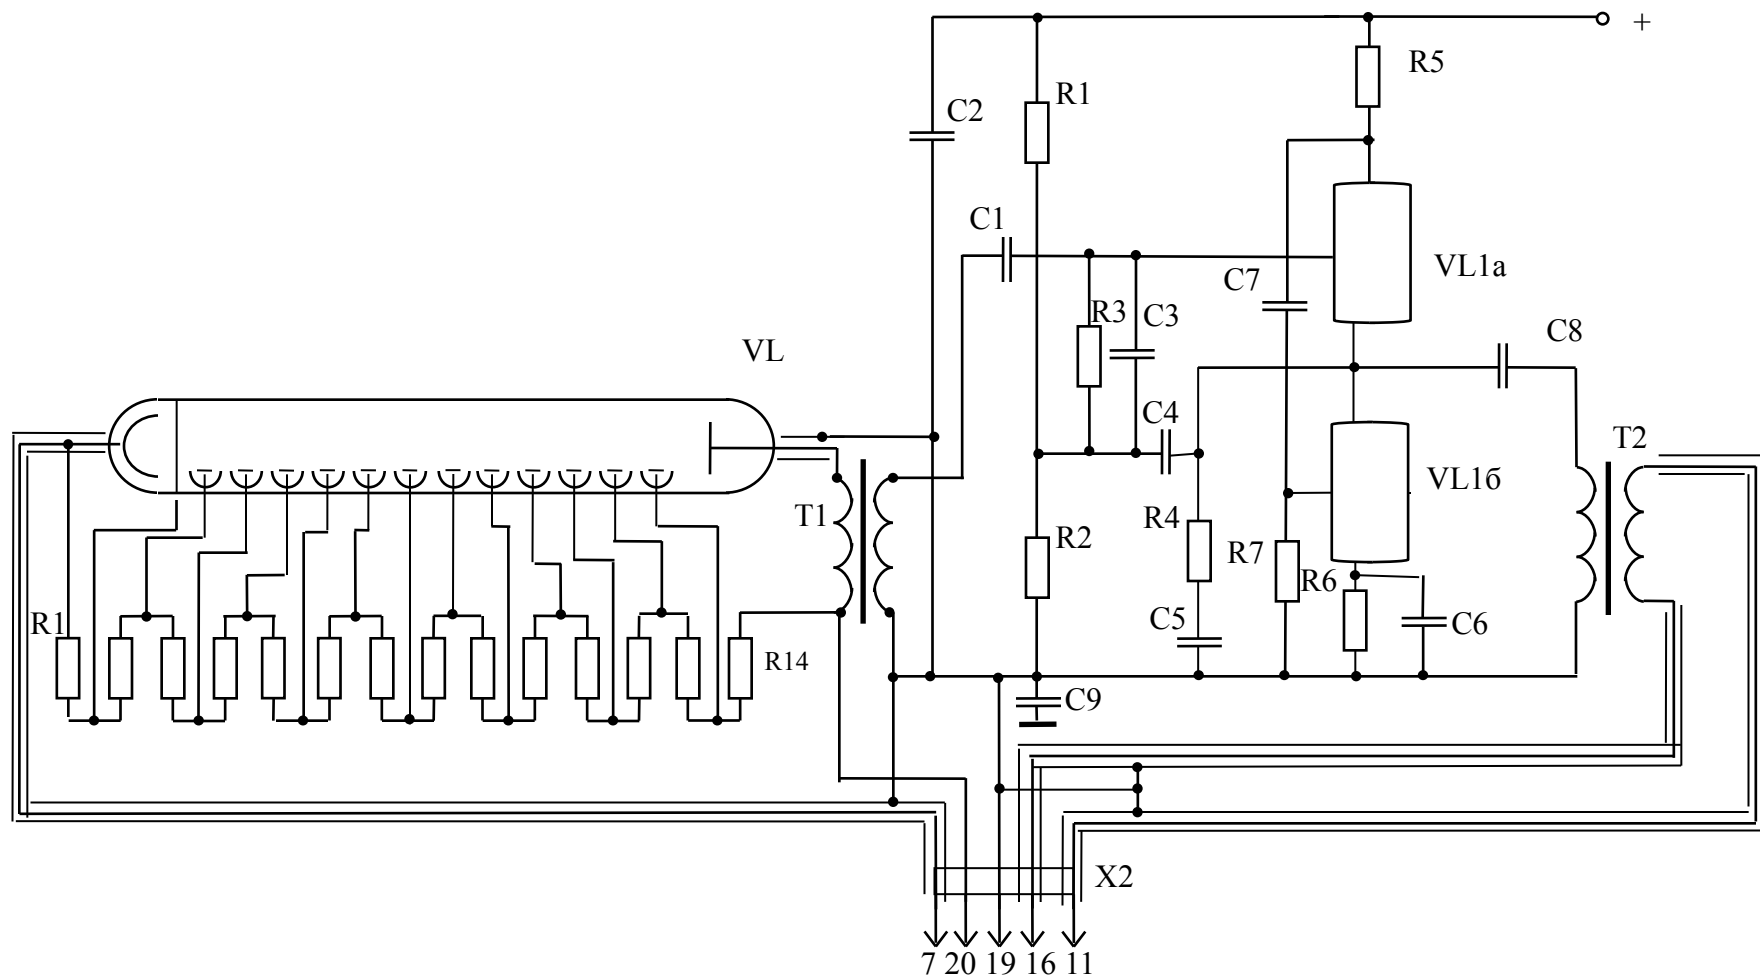 +
R5
R1
C2
C1
VL1a
C7
R3
C3
C8
VL
C4
T2
VL1б
T1
R4
R2
R7
R6
R1
C5
C6
R14
C9
X2
7 20 19 16 11